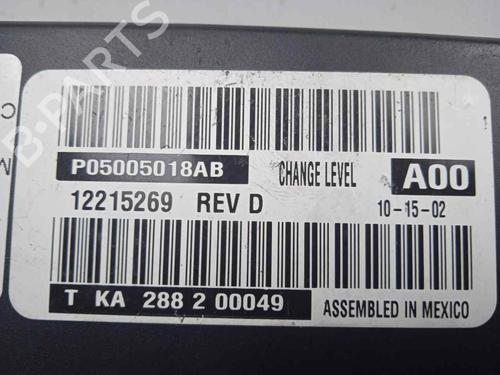 P05005018AB CHANGE LEVEL A00
12215269 REV D 10-15-02
T KA 288 2 00049 ASSEMBLED IN MEXICO
B-PARTS
C
M